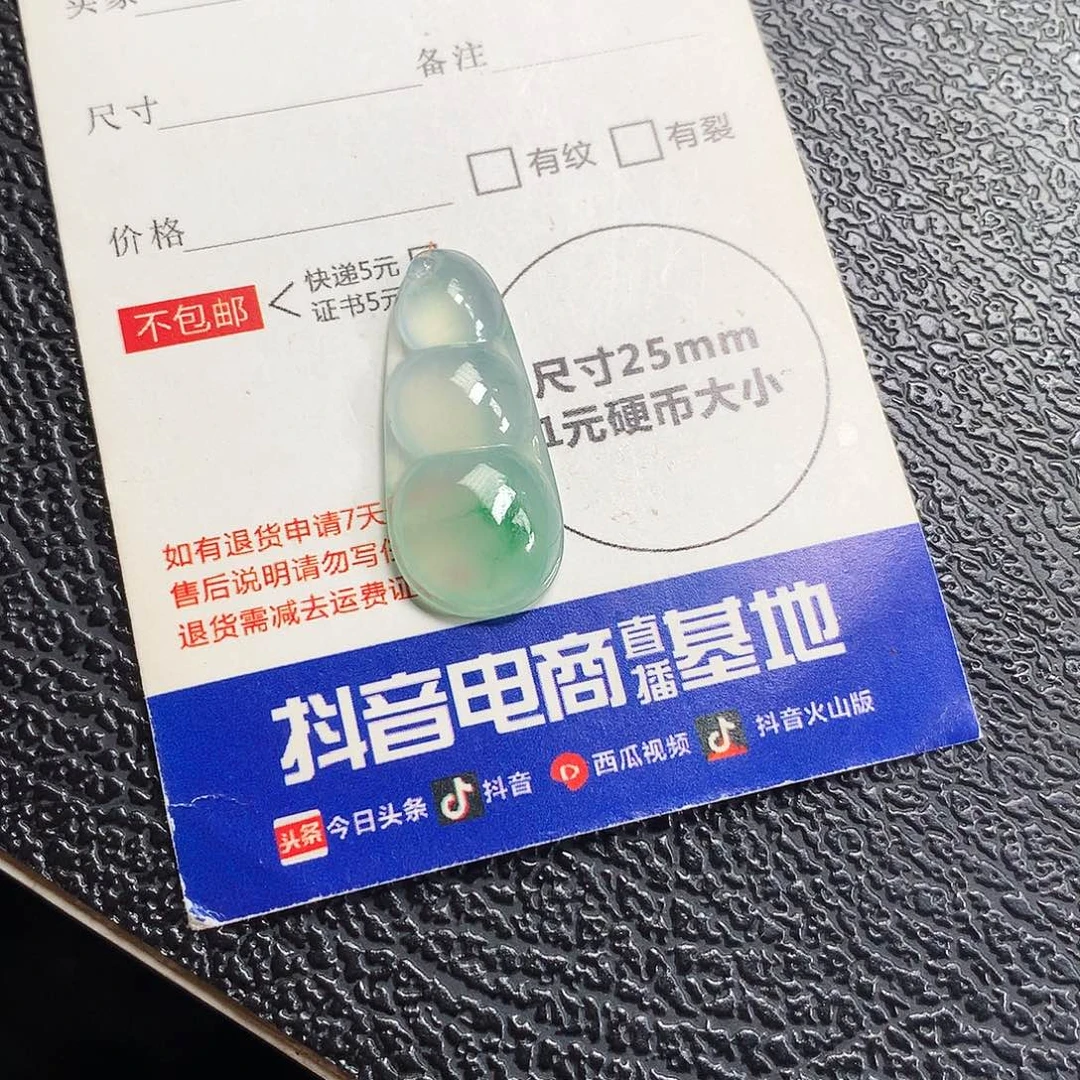 买家
备注
尺寸
有纹 有裂
价格
不包邮
快递5元
证书5元
尺寸25mm
1元硬币大小
如有退货申请7天
售后说明请勿写
退货需减去运费
抖音电商直播基地
头条 今日头条 抖音 西瓜视频 抖音火山版